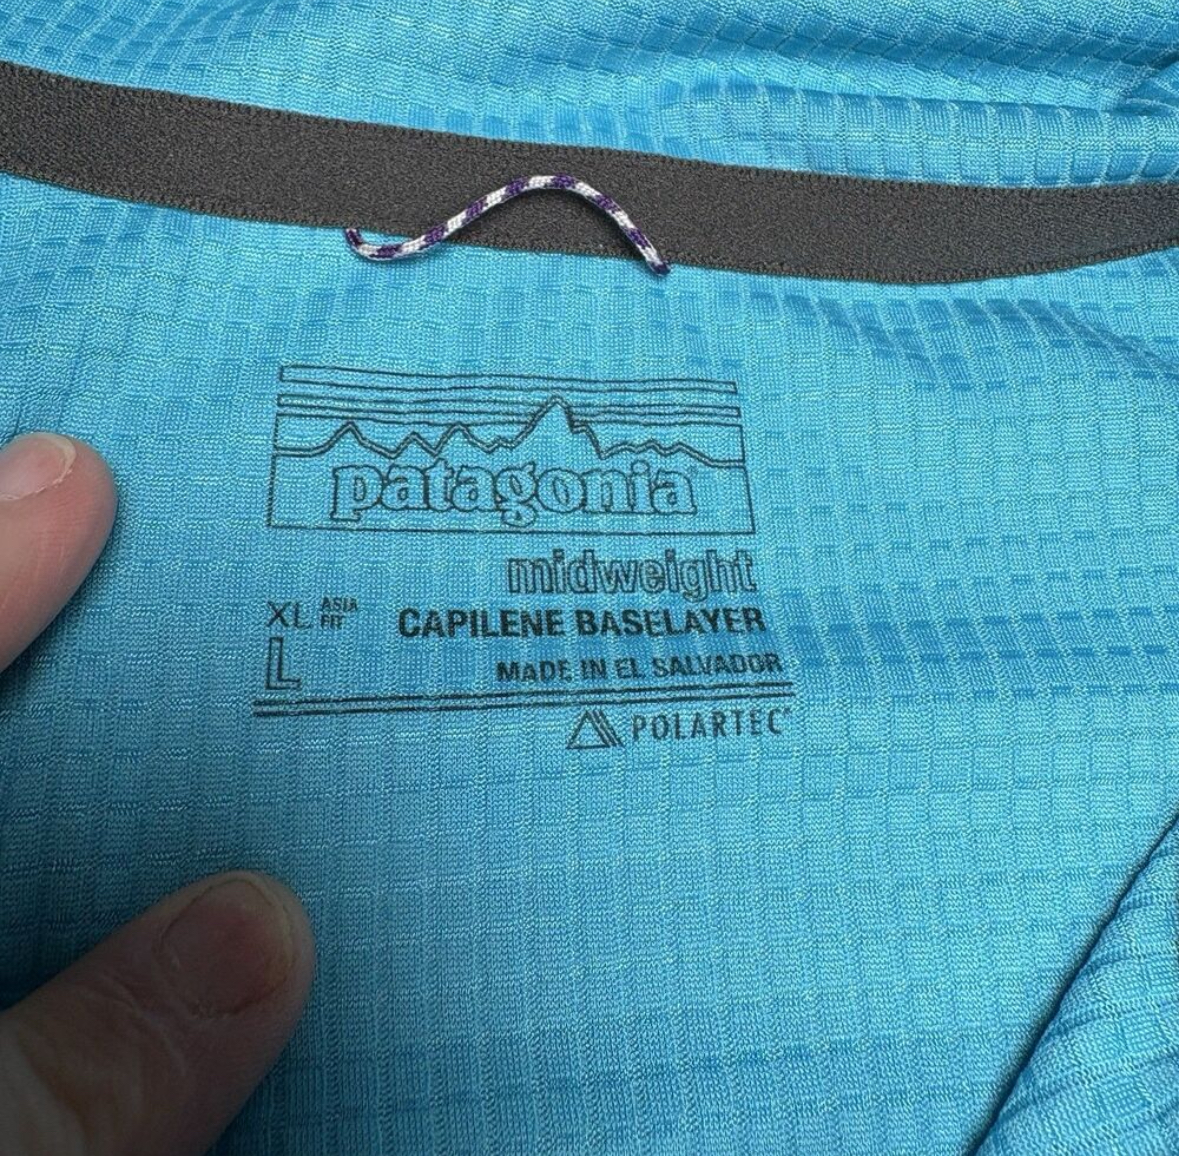 patagonia®
midweight
XL ASIA FIT CAPILENE BASELAYER
L MADE IN EL SALVADOR
POLARTEC®